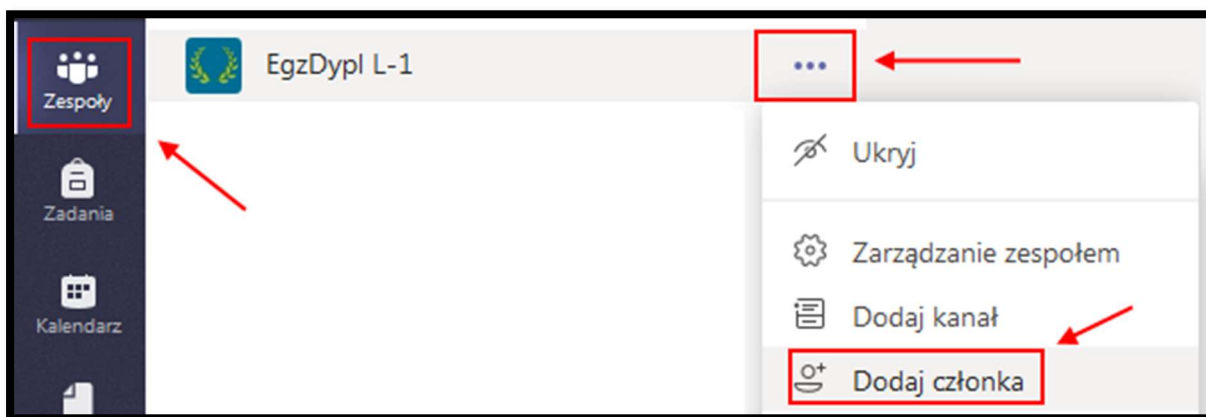 Zespoły
EgzDypl L-1
Ukryj
Zadania
Zarządzanie zespołem
Kalendarz
Dodaj kanał
Dodaj członka